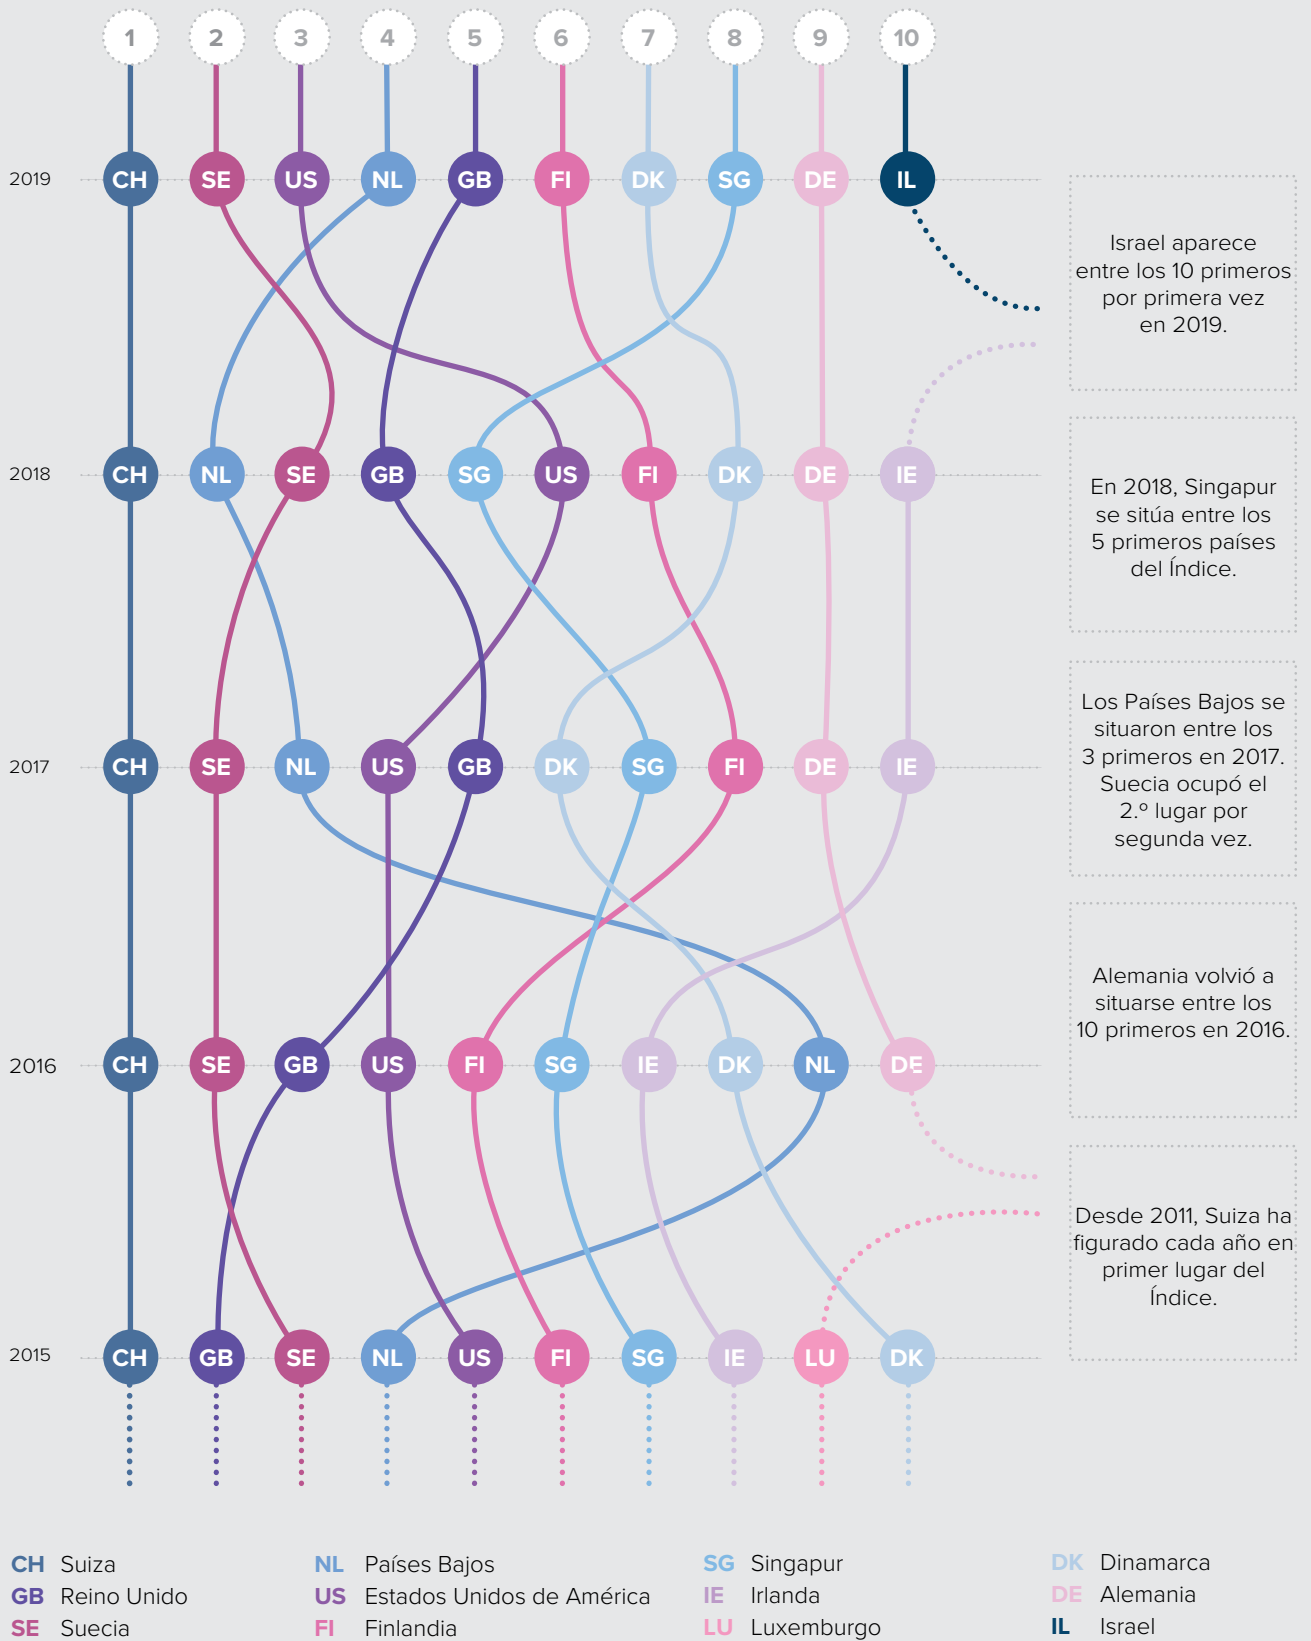 1 2 3 4 5 6 7 8 9 10
2019 CH SE US NL GB FI DK SG DE IL
Israel aparece
entre los 10 primeros
por primera vez
en 2019.
2018 CH NL SE GB SG US FI DK DE IE
En 2018, Singapur
se sitúa entre los
5 primeros países
del Índice.
2017 CH SE NL US GB DK SG FI DE IE
Los Países Bajos se
situaron entre los
3 primeros en 2017.
Suecia ocupó el
2.º lugar por
segunda vez.
2016 CH SE GB US FI SG IE DK NL DE
Alemania volvió a
situarse entre los
10 primeros en 2016.
2015 CH GB SE NL US FI SG IE LU DK
Desde 2011, Suiza ha
figurado cada año en
primer lugar del
Índice.
CH Suiza
GB Reino Unido
SE Suecia
NL Países Bajos
US Estados Unidos de América
FI Finlandia
SG Singapur
IE Irlanda
LU Luxemburgo
DK Dinamarca
DE Alemania
IL Israel